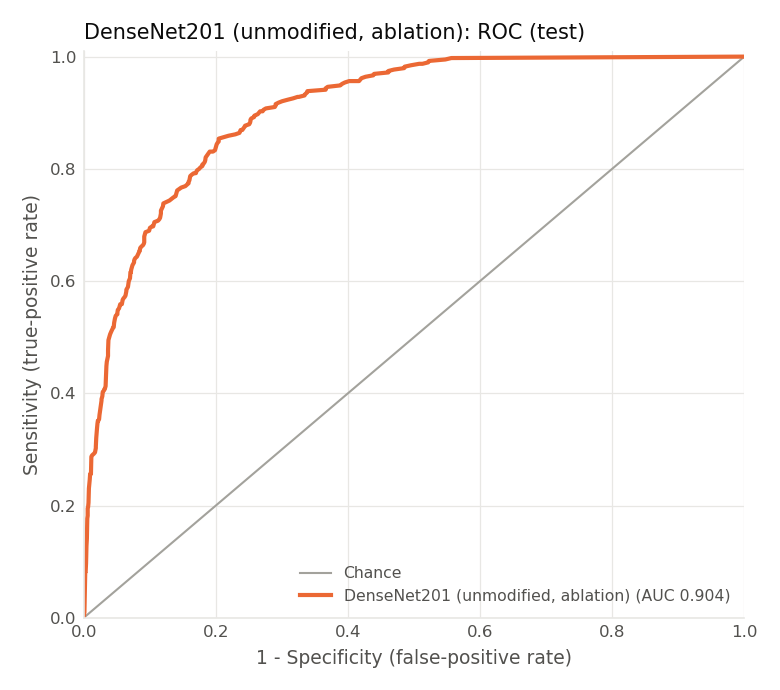 DenseNet201 (unmodified, ablation): ROC (test)
1.0
0.8
0.6
0.4
0.2
0.0
Sensitivity (true-positive rate)
Chance
DenseNet201 (unmodified, ablation) (AUC 0.904)
0.0 0.2 0.4 0.6 0.8 1.0
1 - Specificity (false-positive rate)